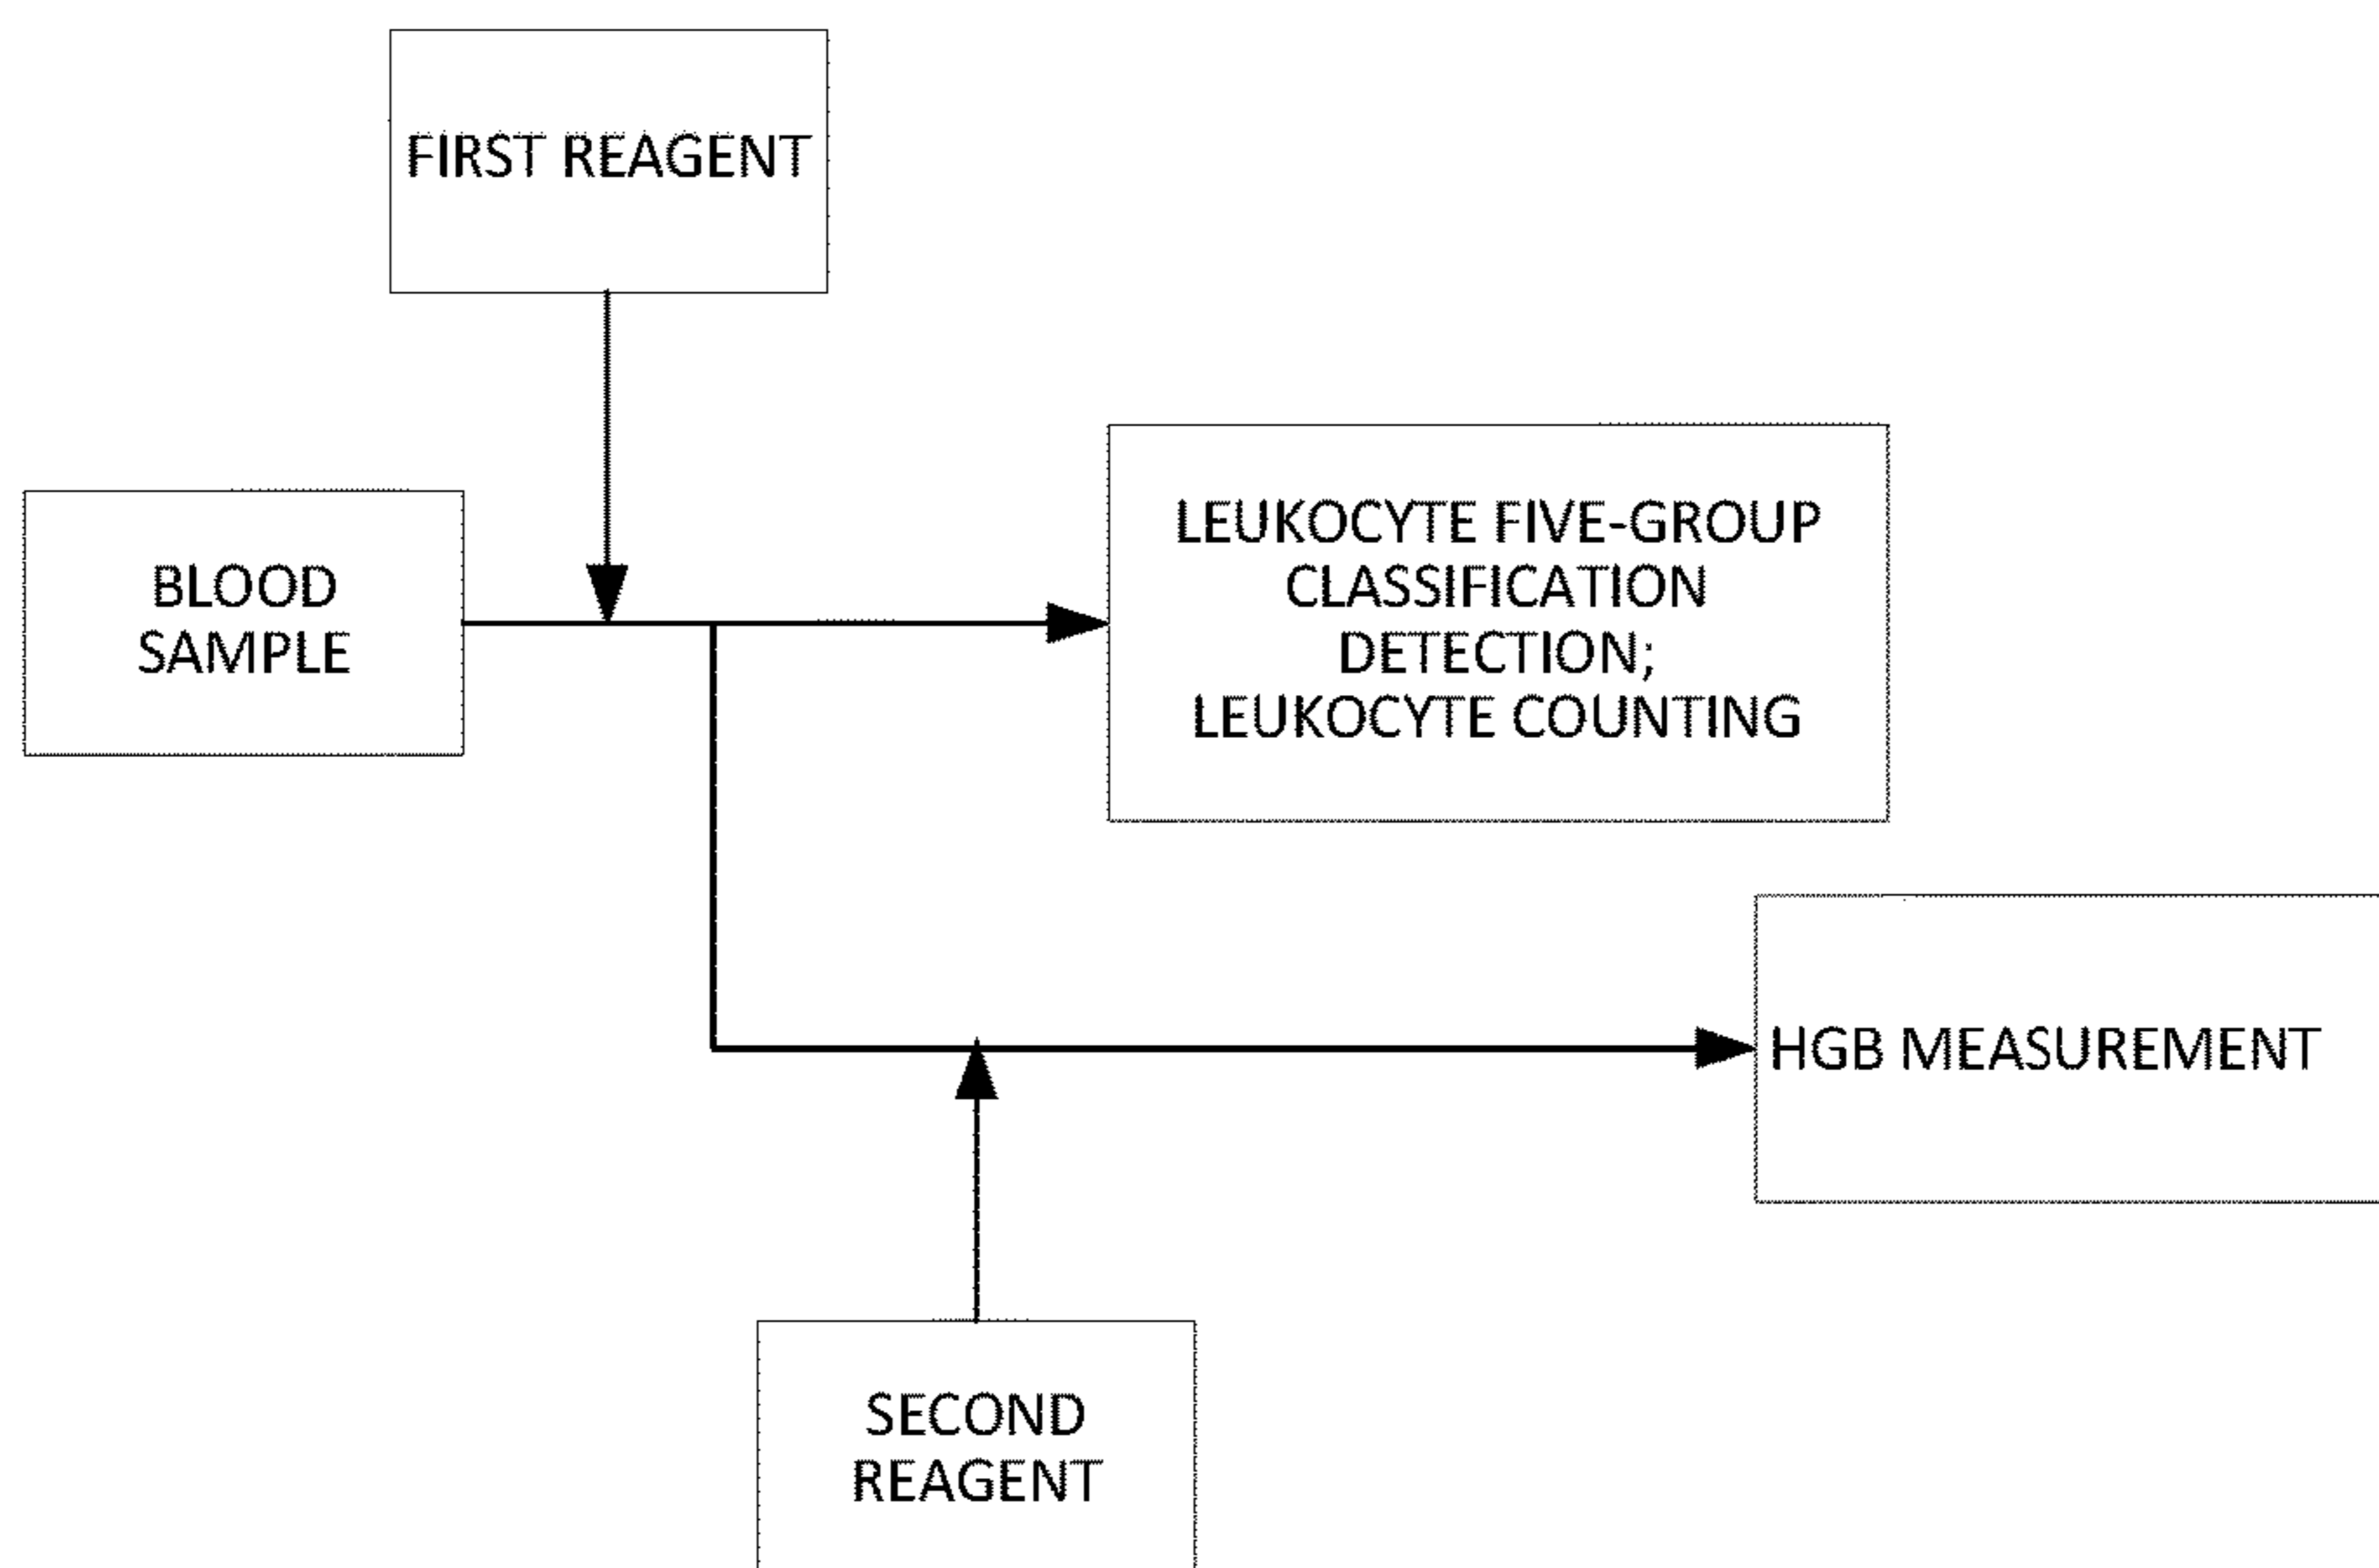 FIRST REAGENT
BLOOD
SAMPLE
LEUKOCYTE FIVE-GROUP
CLASSIFICATION
DETECTION;
LEUKOCYTE COUNTING
HGB MEASUREMENT
SECOND
REAGENT